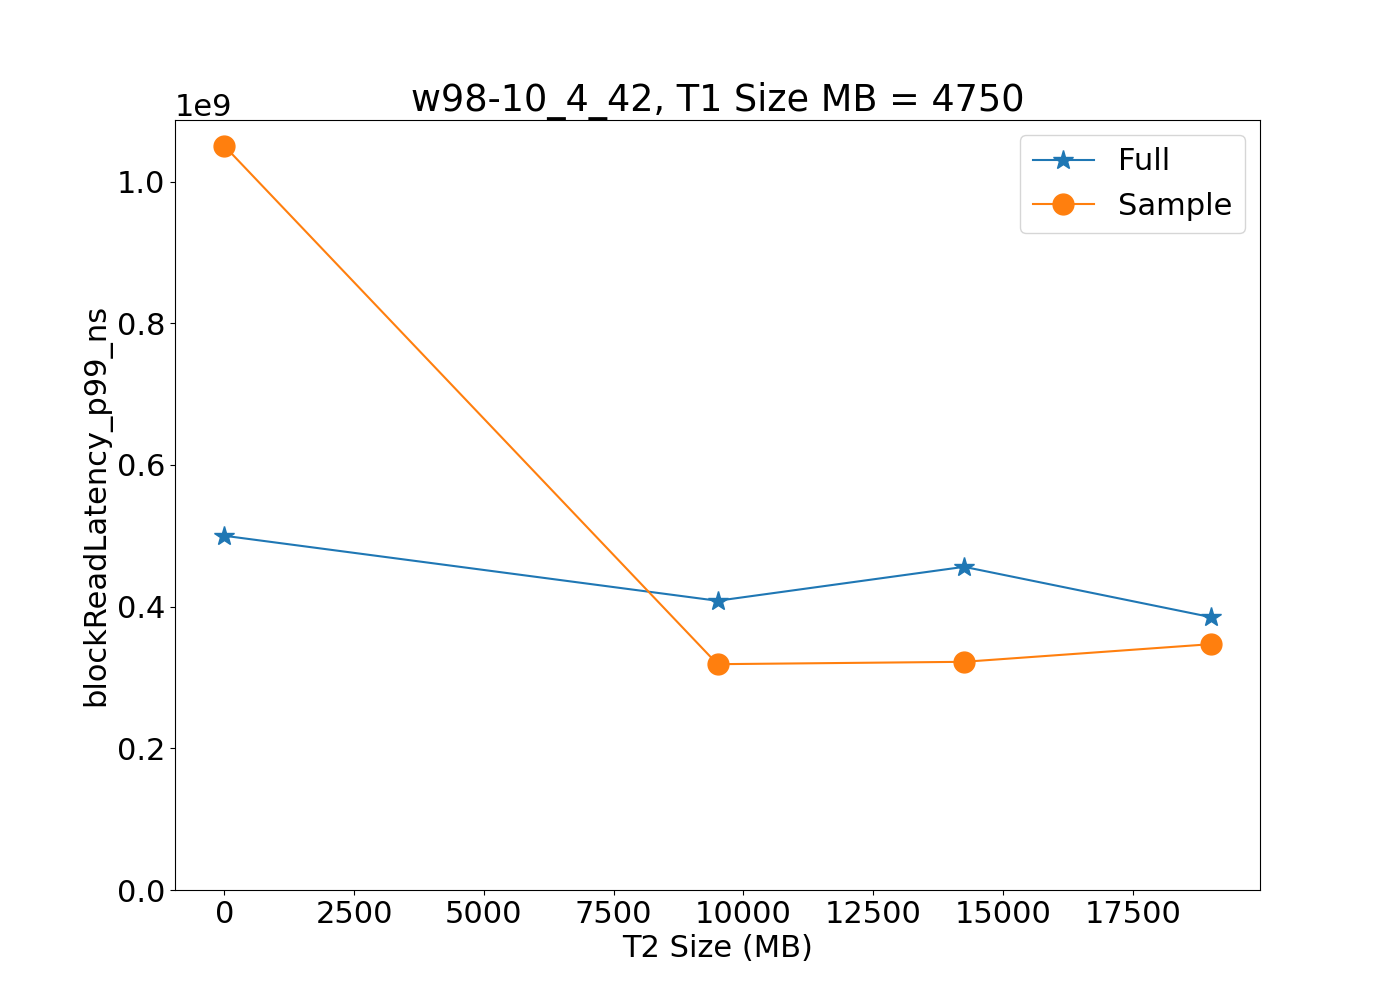 w98-10_4_42, T1 Size MB = 4750
1e9
Full
Sample
1.0
0.8
0.6
0.4
0.2
0.0
blockReadLatency_p99_ns
0 2500 5000 7500 10000 12500 15000 17500
T2 Size (MB)